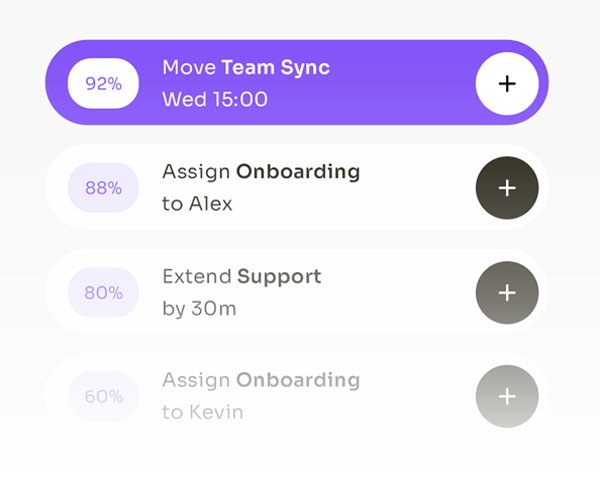 92%
Move Team Sync
Wed 15:00
88%
Assign Onboarding
to Alex
80%
Extend Support
by 30m
60%
Assign Onboarding
to Kevin